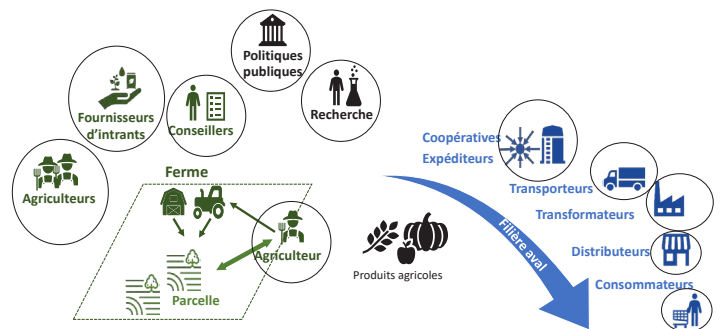 Politiques
publiques
Recherche
Fournisseurs
d'intrants
Conseillers
Agriculteurs
Ferme
Agriculteur
Parcelle
Produits agricoles
Coopératives
Expéditeurs
Transporteurs
Transformateurs
Filière aval
Distributeurs
Consommateurs